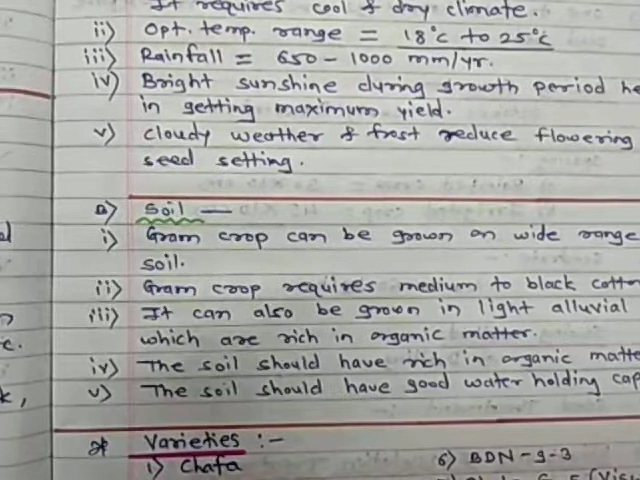 It requires cool & dry climate.
ii) Opt. temp. range = 18°c to 25°c
iii) Rainfall = 650 - 1000 mm/yr.
iv) Bright sunshine during growth period he
in getting maximum yield.
v) Cloudy weather & frost reduce flowering
seed setting.
Soil —
i) Gram crop can be grown on wide range
soil.
ii) Gram crop requires medium to black cotton
iii) It can also be grown in light alluvial
which are rich in organic matter.
iv) The soil should have rich in organic matte
v) The soil should have good water holding cap
* Varieties :-
i) Chafa
6) BDN-9-3